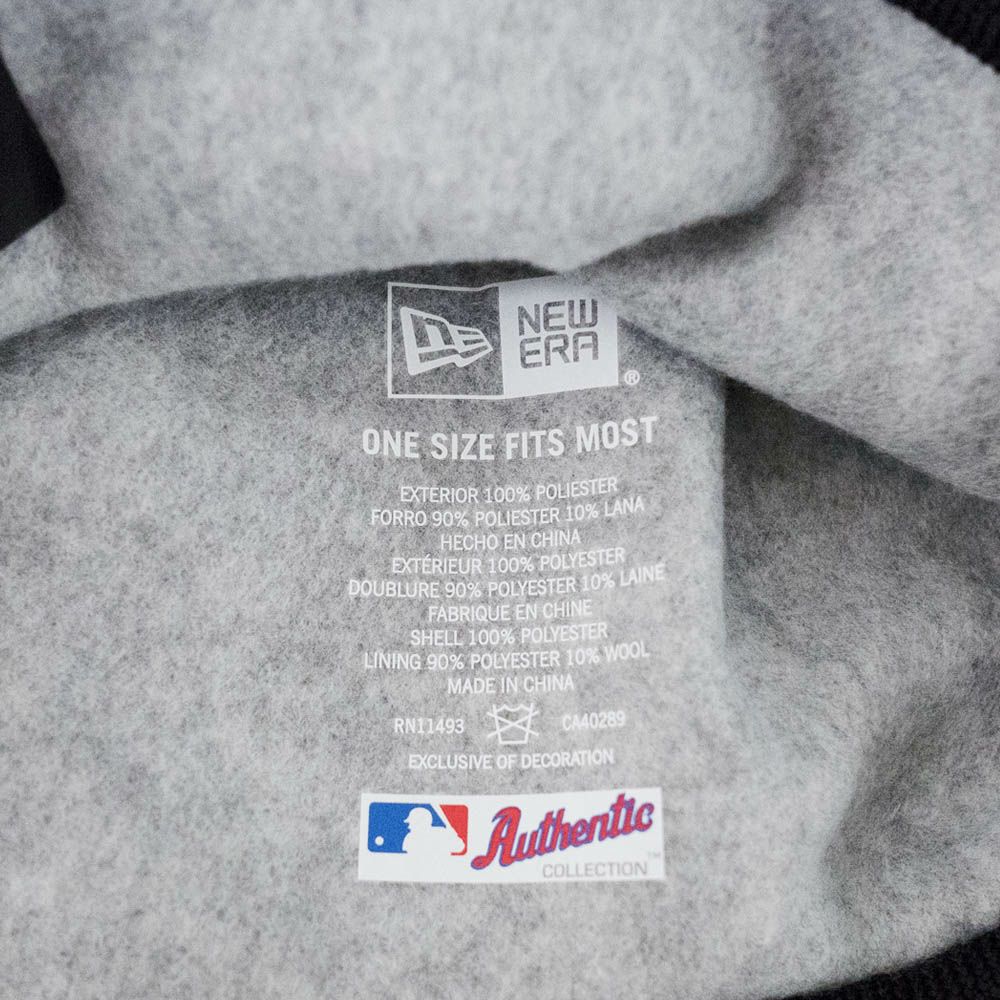 NEW
ERA
®
ONE SIZE FITS MOST
EXTERIOR 100% POLIESTER
FORRO 90% POLIESTER 10% LANA
HECHO EN CHINA
EXTÉRIEUR 100% POLYESTER
DOUBLURE 90% POLYESTER 10% LAINE
FABRIQUE EN CHINE
SHELL 100% POLYESTER
LINING 90% POLYESTER 10% WOOL
MADE IN CHINA
RN11493 CA40289
EXCLUSIVE OF DECORATION
Authentic
COLLECTION™